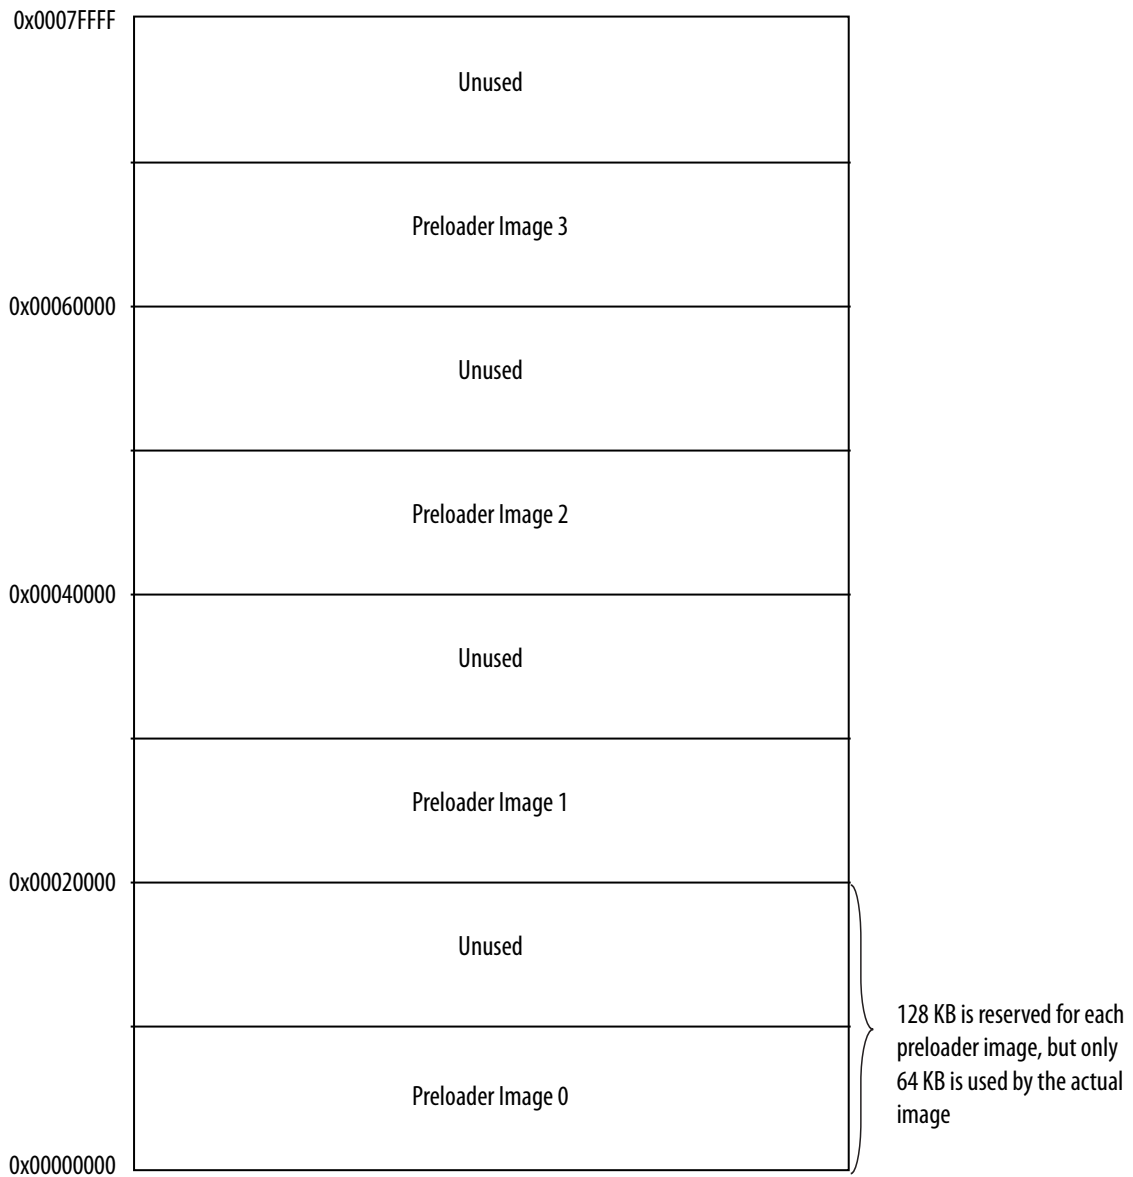 0x0007FFFF
Unused
Preloader Image 3
0x00060000
Unused
Preloader Image 2
0x00040000
Unused
Preloader Image 1
0x00020000
Unused
128 KB is reserved for each
preloader image, but only
64 KB is used by the actual
image
Preloader Image 0
0x00000000